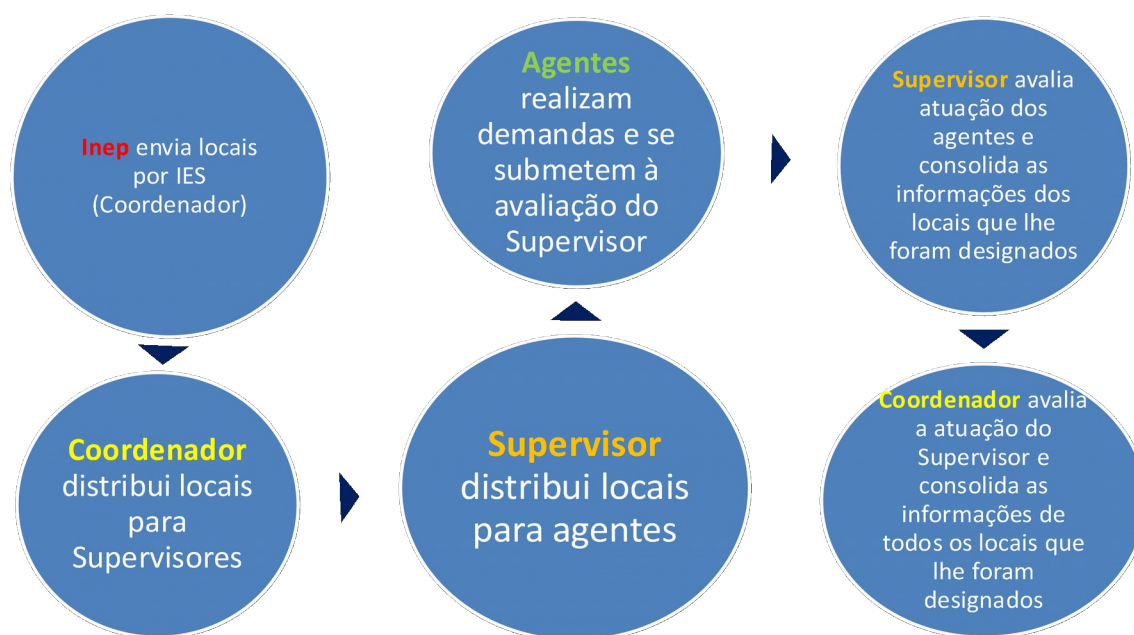 Inep envia locais
por IES
(Coordenador)
Coordenador
distribui locais
para
Supervisores
Supervisor
distribui locais
para agentes
Agentes
realizam
demandas e se
submetem à
avaliação do
Supervisor
Supervisor avalia
atuação dos
agentes e
consolida as
informações dos
locais que lhe
foram designados
Coordenador avalia
a atuação do
Supervisor e
consolida as
informações de
todos os locais que
lhe foram
designados